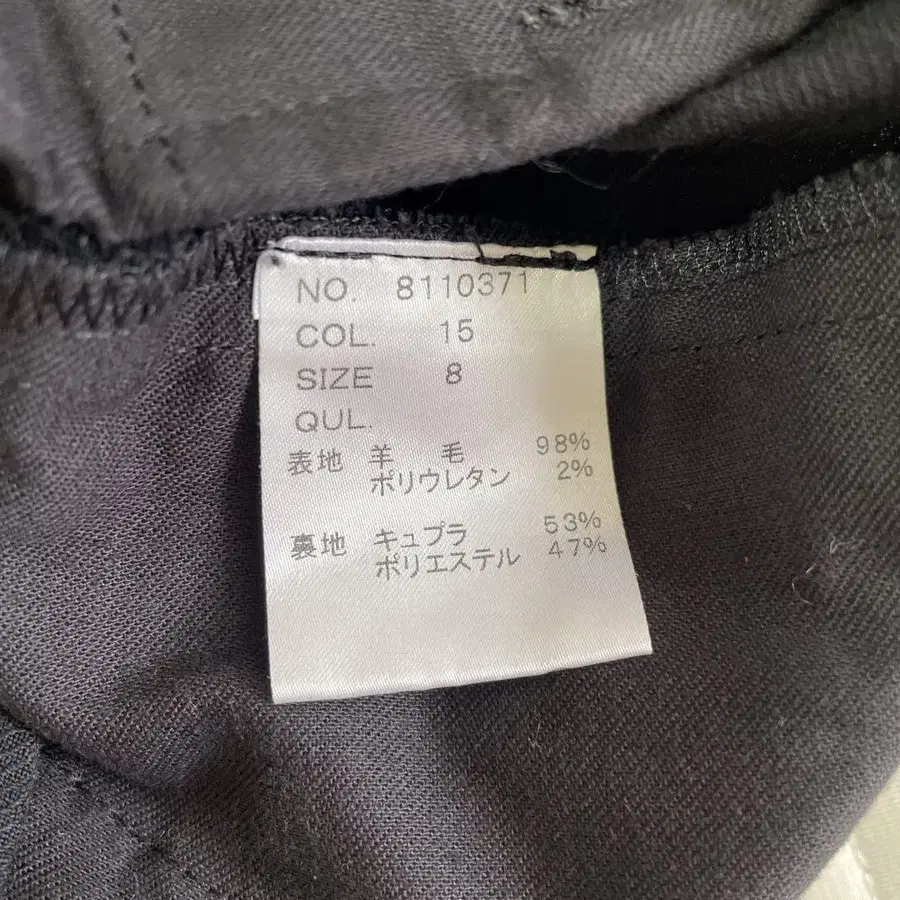 NO. 8110371
COL. 15
SIZE 8
QUL.
表地 羊 毛 98%
ポリウレタン 2%
裏地 キュプラ 53%
ポリエステル 47%